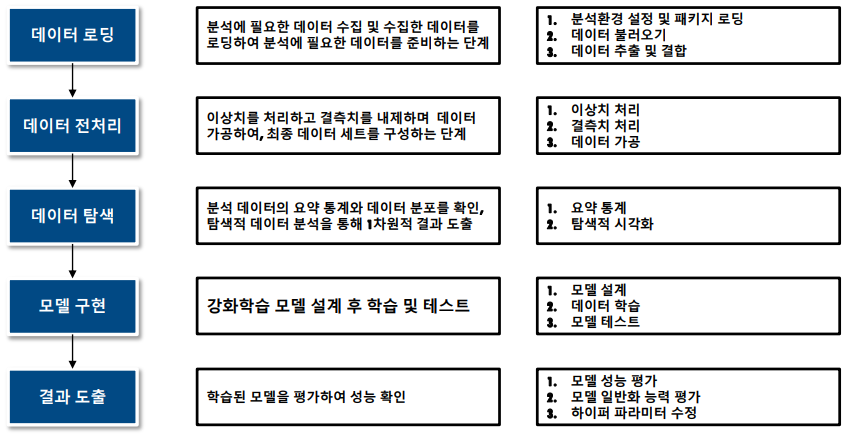 데이터 로딩
분석에 필요한 데이터 수집 및 수집한 데이터를
로딩하여 분석에 필요한 데이터를 준비하는 단계
1. 분석환경 설정 및 패키지 로딩
2. 데이터 불러오기
3. 데이터 추출 및 결합
데이터 전처리
이상치를 처리하고 결측치를 내제하며 데이터
가공하여, 최종 데이터 세트를 구성하는 단계
1. 이상치 처리
2. 결측치 처리
3. 데이터 가공
데이터 탐색
분석 데이터의 요약 통계와 데이터 분포를 확인,
탐색적 데이터 분석을 통해 1차원적 결과 도출
1. 요약 통계
2. 탐색적 시각화
모델 구현
강화학습 모델 설계 후 학습 및 테스트
1. 모델 설계
2. 데이터 학습
3. 모델 테스트
결과 도출
학습된 모델을 평가하여 성능 확인
1. 모델 성능 평가
2. 모델 일반화 능력 평가
3. 하이퍼 파라미터 수정